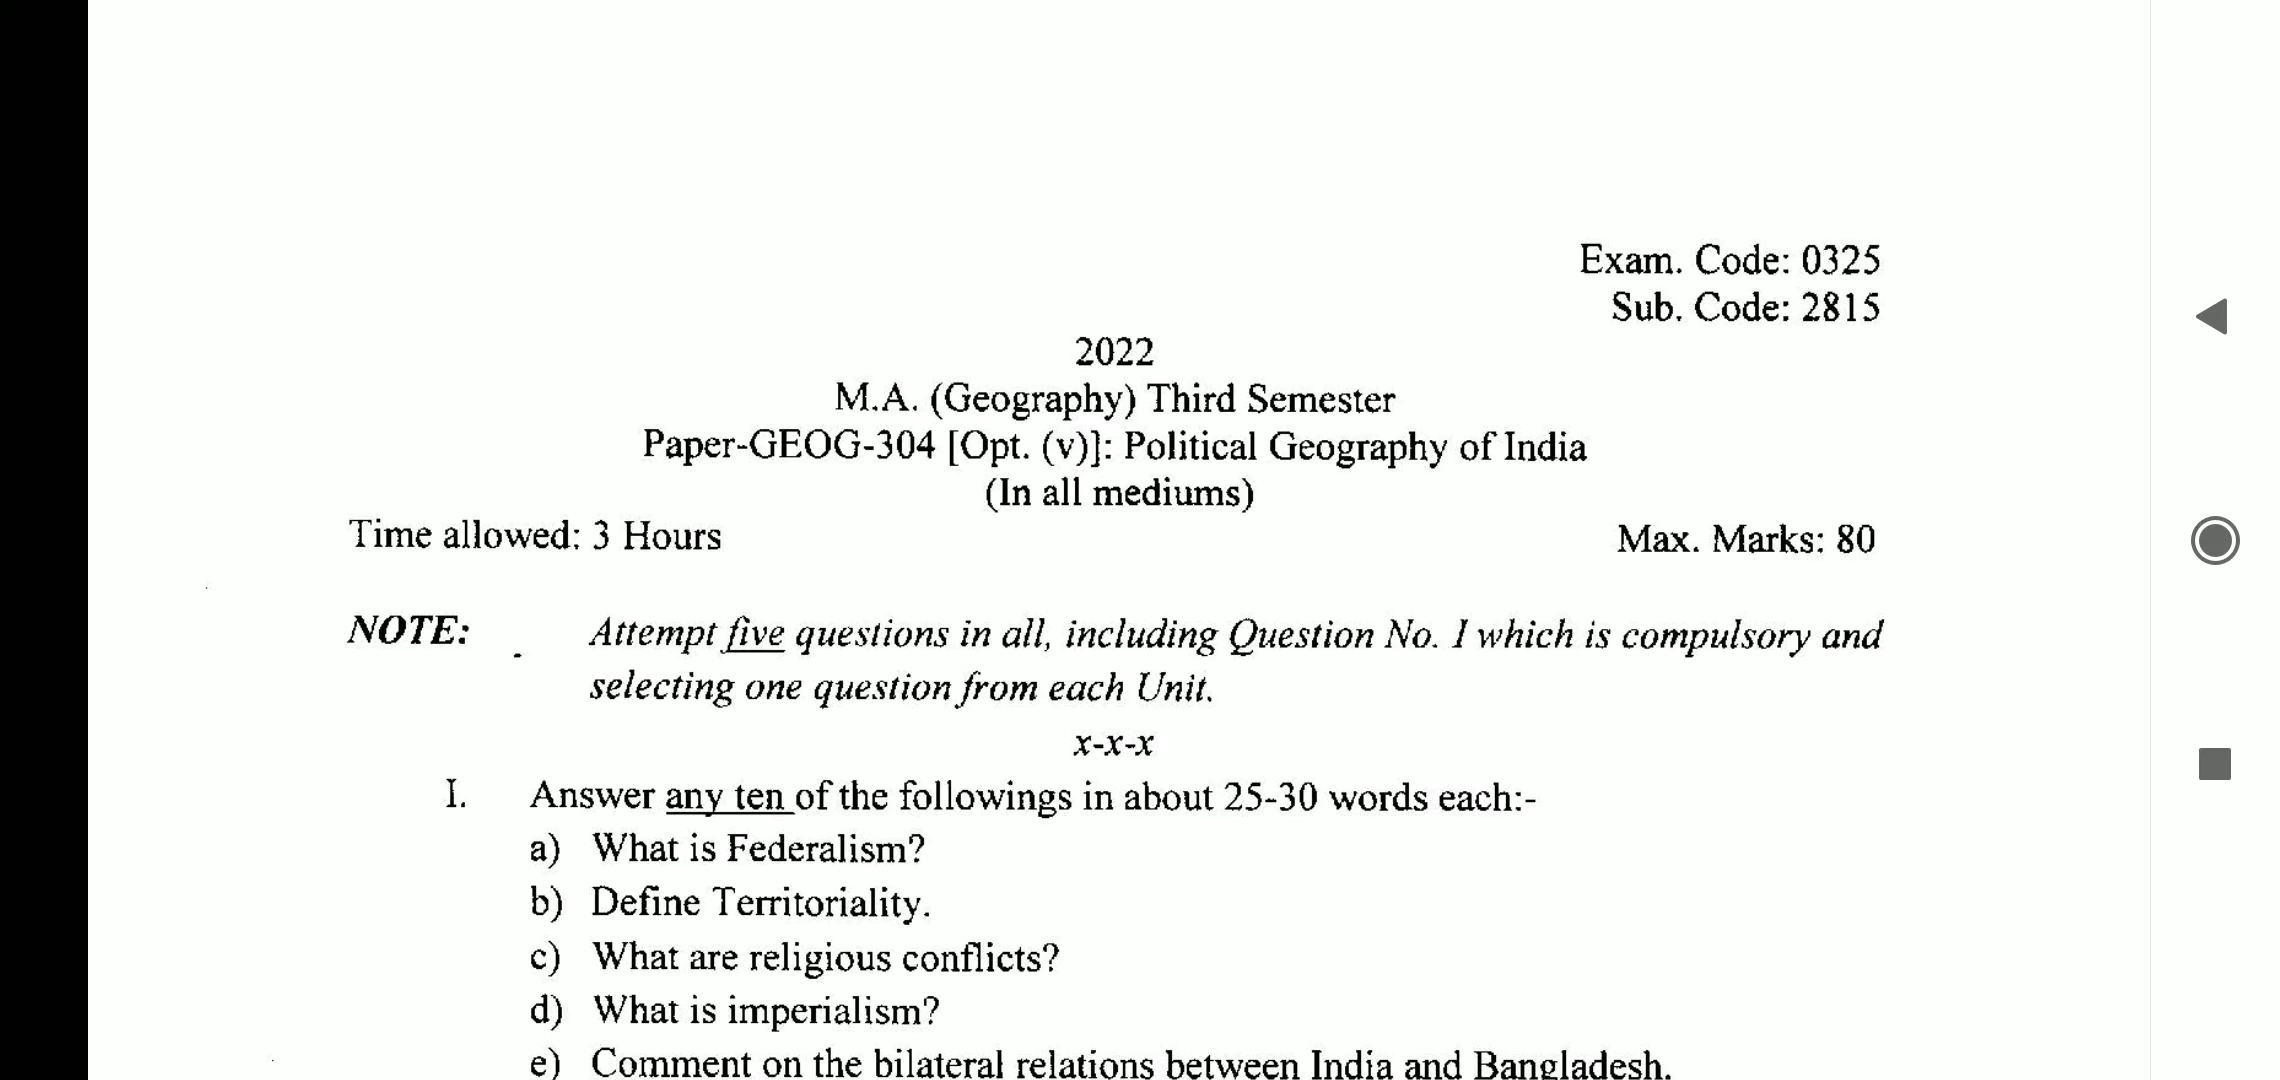 Exam. Code: 0325
Sub. Code: 2815
2022
M.A. (Geography) Third Semester
Paper-GEOG-304 [Opt. (v)]: Political Geography of India
(In all mediums)
Time allowed: 3 Hours Max. Marks: 80
NOTE: Attempt five questions in all, including Question No. I which is compulsory and
selecting one question from each Unit.
x-x-x
I. Answer any ten of the followings in about 25-30 words each:-
a) What is Federalism?
b) Define Territoriality.
c) What are religious conflicts?
d) What is imperialism?
e) Comment on the bilateral relations between India and Bangladesh.